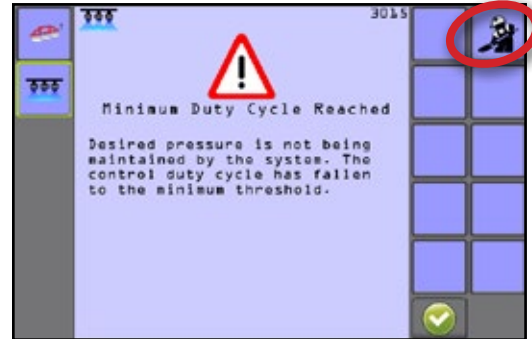 3015
Minimum Duty Cycle Reached
Desired pressure is not being
maintained by the system. The
control duty cycle has fallen
to the minimum threshold.